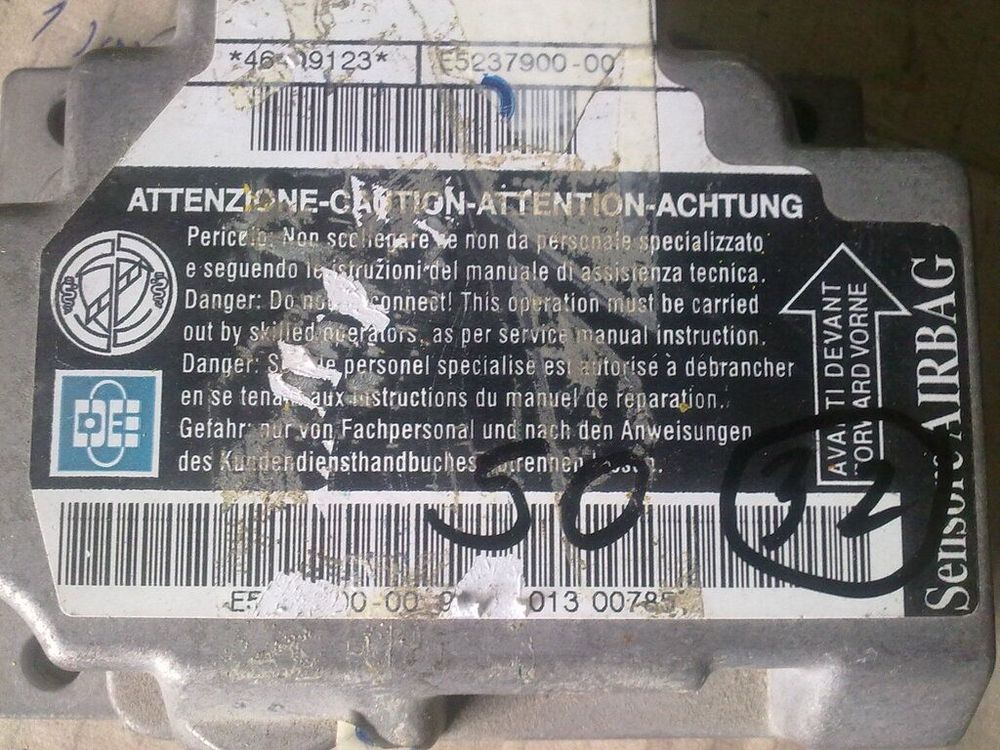 E5237900-00
ATTENZIONE-CAUTION-ATTENTION-ACHTUNG
Pericolo: Non scollegare se non da personale specializzato
e seguendo le istruzioni del manuale di assistenza tecnica.
Danger: Do not disconnect! This operation must be carried
out by skilled operators, as per service manual instruction.
Danger: Seul le personel specialise est autorisé à débrancher
en se tenant aux instructions du manuel de reparation.
Gefahr: nur von Fachpersonal und nach den Anweisungen
des Kundendiensthandbuches abtrennen lassen.
AVANTI DEVANT
FORWARD VORNE
Sensore AIRBAG
50
32
013 00785